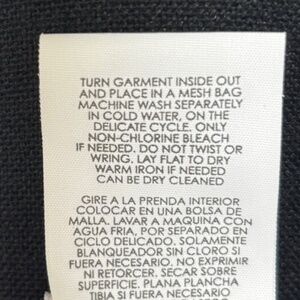 TURN GARMENT INSIDE OUT
AND PLACE IN A MESH BAG
MACHINE WASH SEPARATELY
IN COLD WATER, ON THE
DELICATE CYCLE. ONLY
NON-CHLORINE BLEACH
IF NEEDED. DO NOT TWIST OR
WRING. LAY FLAT TO DRY
WARM IRON IF NEEDED
CAN BE DRY CLEANED
GIRE A LA PRENDA INTERIOR
COLOCAR EN UNA BOLSA DE
MALLA. LAVAR A MAQUINA CON
AGUA FRIA, POR SEPARADO EN
CICLO DELICADO. SOLAMENTE
BLANQUEADOR SIN CLORO SI
FUERA NECESARIO. NO EXPRIMIR
NI RETORCER. SECAR SOBRE
SUPERFICIE. PLANA PLANCHA
TIBIA SI FUERA NECESARIO